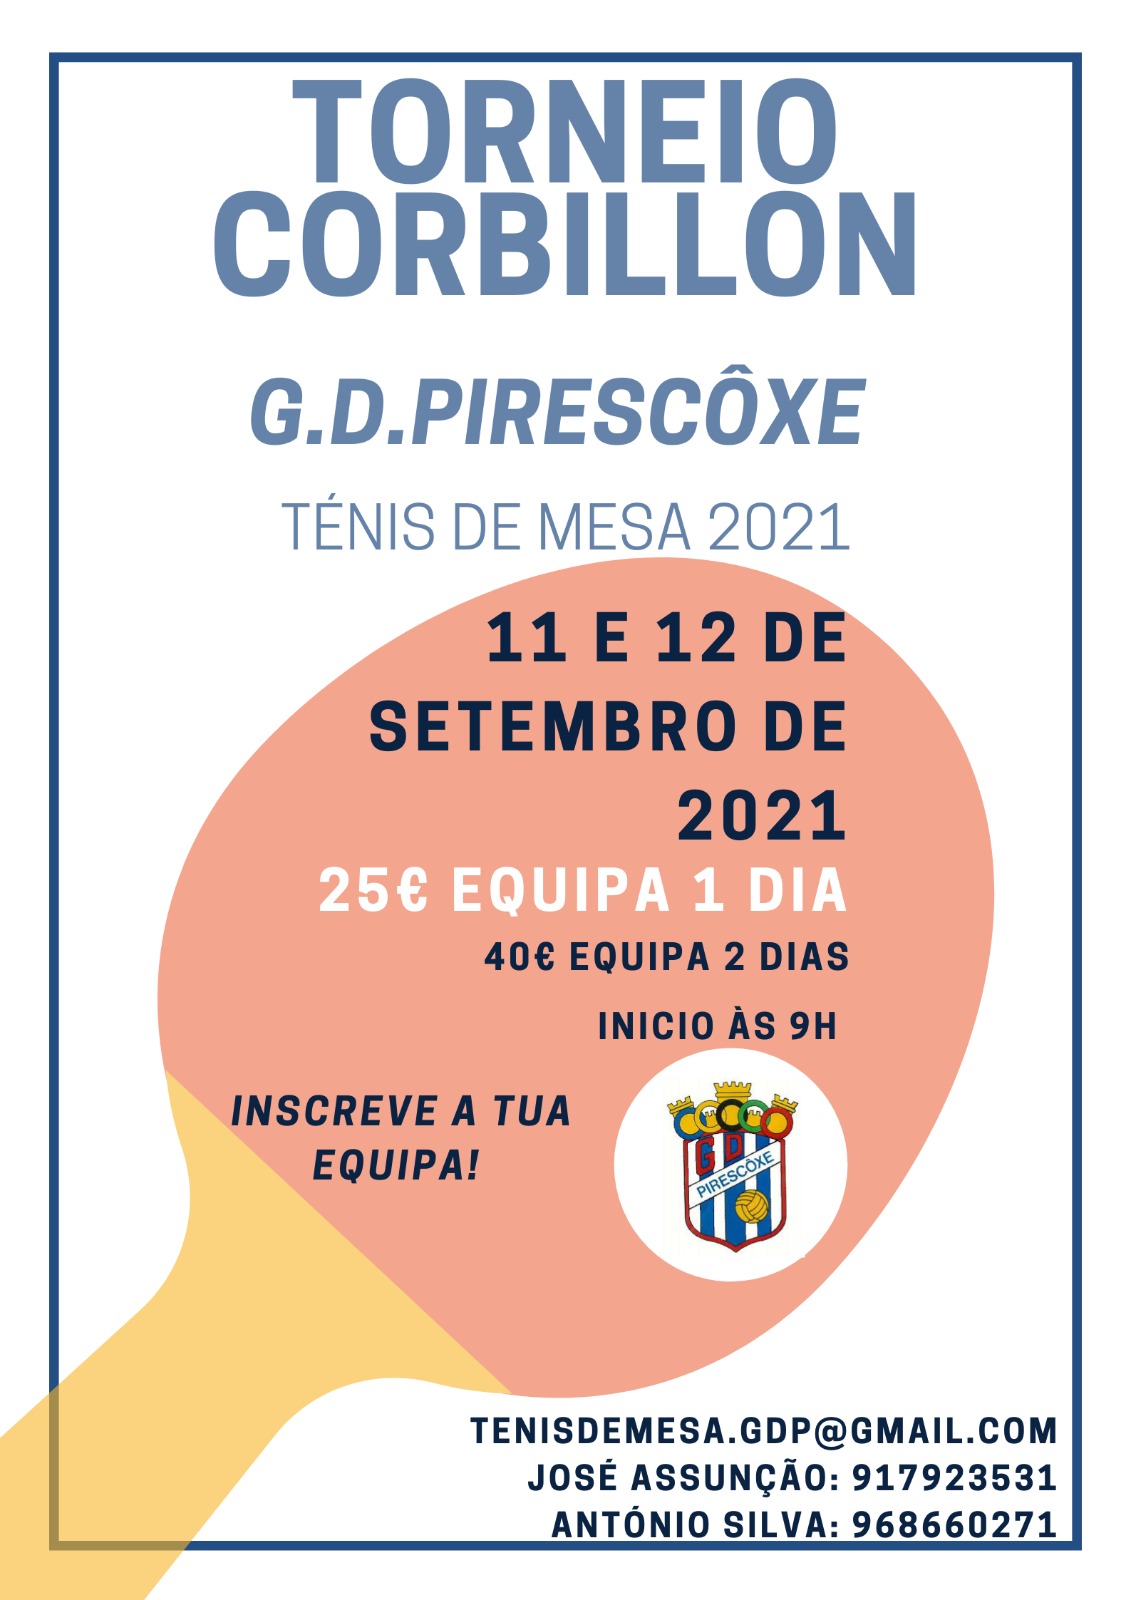 TORNEIO
CORBILLON
G.D.PIRESCÔXE
TÉNIS DE MESA 2021
11 E 12 DE
SETEMBRO DE
2021
25€ EQUIPA 1 DIA
40€ EQUIPA 2 DIAS
INICIO ÀS 9H
INSCREVE A TUA
EQUIPA!
G D
PIRESCÔXE
TENISDEMESA.GDP@GMAIL.COM
JOSÉ ASSUNÇÃO: 917923531
ANTÓNIO SILVA: 968660271